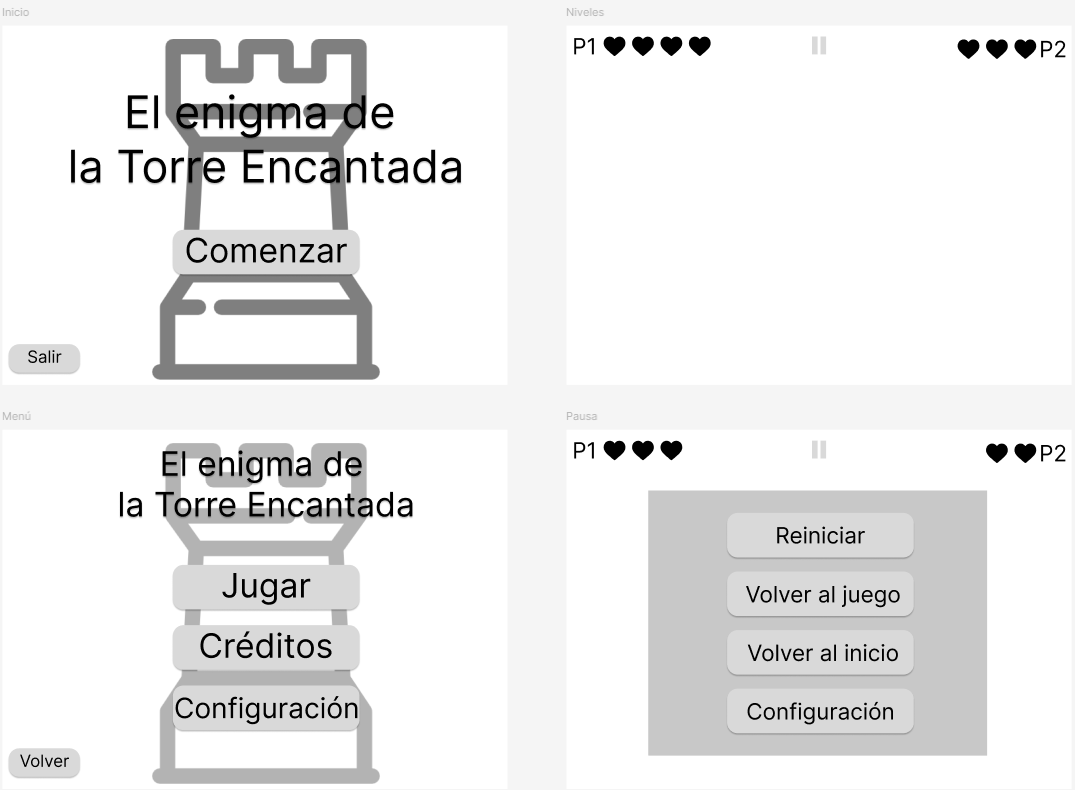 Inicio
El enigma de
la Torre Encantada
Comenzar
Salir
Niveles
P1
P2
Menú
El enigma de
la Torre Encantada
Jugar
Créditos
Configuración
Volver
Pausa
P1
P2
Reiniciar
Volver al juego
Volver al inicio
Configuración